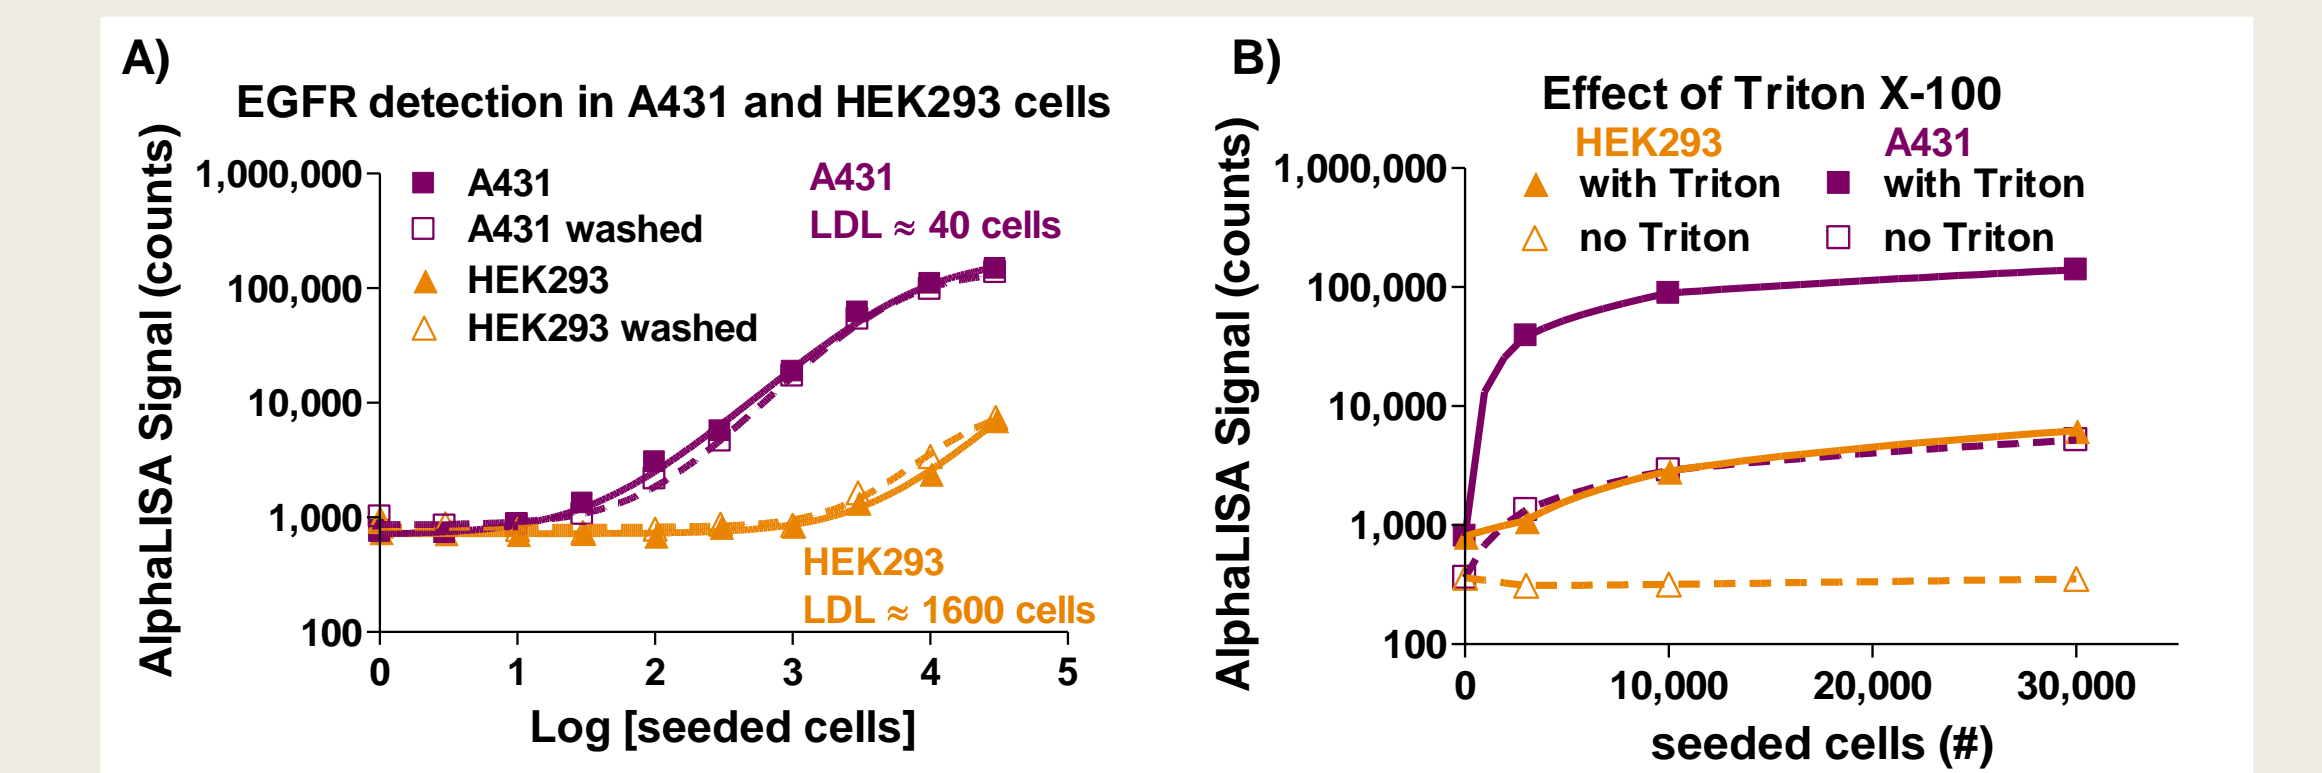 A)
EGFR detection in A431 and HEK293 cells
AlphaLISA Signal (counts)
1,000,000
100,000
10,000
1,000
100
A431
A431 washed
HEK293
HEK293 washed
A431
LDL ≈ 40 cells
HEK293
LDL ≈ 1600 cells
0 1 2 3 4 5
Log [seeded cells]
B)
Effect of Triton X-100
HEK293 A431
with Triton with Triton
no Triton no Triton
AlphaLISA Signal (counts)
1,000,000
100,000
10,000
1,000
100
0 10,000 20,000 30,000
seeded cells (#)